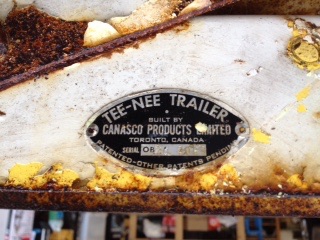 TEE-NEE TRAILER
BUILT BY
CANASCO PRODUCTS LIMITED
TORONTO, CANADA
SERIAL
PATENTED-OTHER PATENTS PENDING